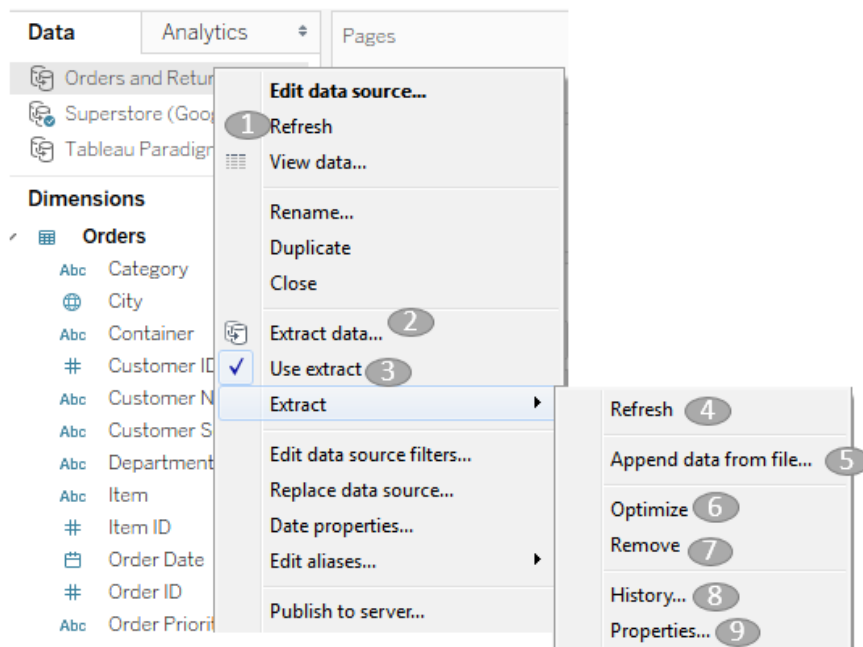 Data
Analytics
Pages
Orders and Retur
Superstore (Goog
Tableau Paradigm
Dimensions
Orders
Abc Category
City
Abc Container
# Customer ID
Abc Customer N
Abc Customer S
Abc Department
Abc Item
# Item ID
Order Date
# Order ID
Abc Order Priorit
Edit data source...
1 Refresh
View data...
Rename...
Duplicate
Close
Extract data... 2
Use extract 3
Extract
Edit data source filters...
Replace data source...
Date properties...
Edit aliases...
Publish to server...
Refresh 4
Append data from file... 5
Optimize 6
Remove 7
History... 8
Properties... 9